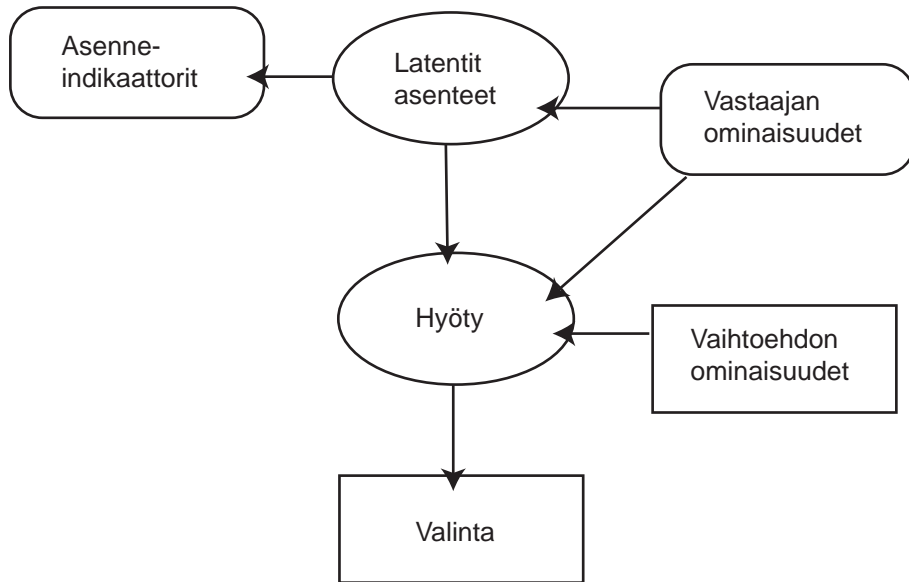 Asenne-
indikaattorit
Latentit
asenteet
Vastaajan
ominaisuudet
Hyöty
Vaihtoehdon
ominaisuudet
Valinta